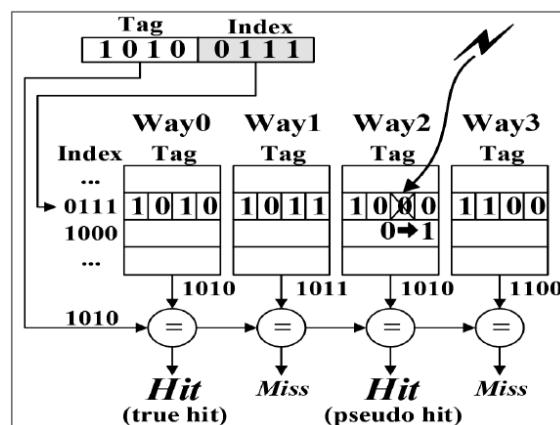 Tag Index
1 0 1 0 0 1 1 1
Way0 Way1 Way2 Way3
Index Tag Tag Tag Tag
...
0111 1 0 1 0 1 0 1 1 1 0 0 0 1 1 0 0
1000 0➡1
...
1010 1011 1010 1100
1010 = = = =
Hit Miss Hit Miss
(true hit) (pseudo hit)